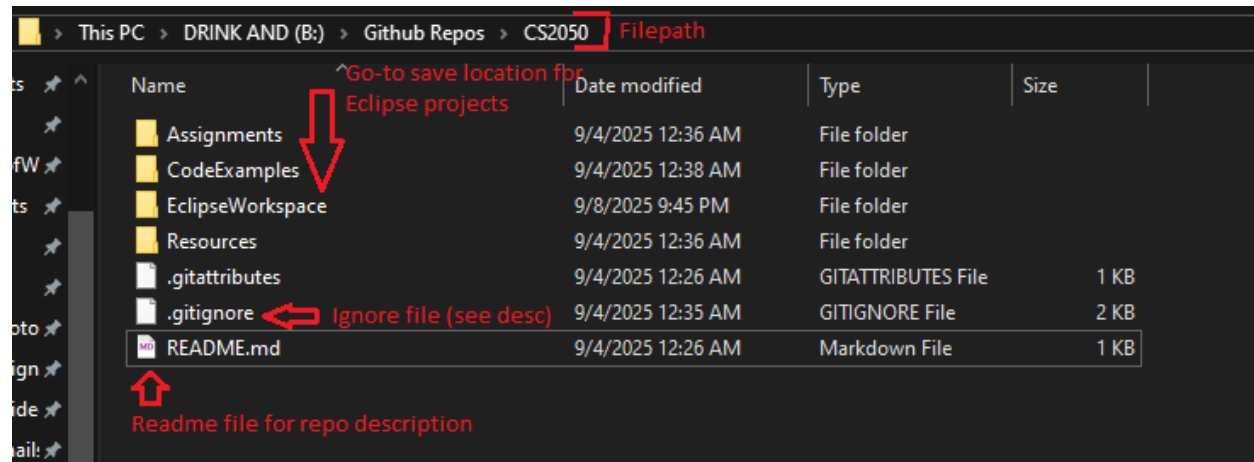 This PC > DRINK AND (B:) > Github Repos > CS2050 Filepath
Name Date modified Type Size
Go-to save location for
Eclipse projects
Assignments 9/4/2025 12:36 AM File folder
CodeExamples 9/4/2025 12:38 AM File folder
EclipseWorkspace 9/8/2025 9:45 PM File folder
Resources 9/4/2025 12:36 AM File folder
.gitattributes 9/4/2025 12:26 AM GITATTRIBUTES File 1 KB
.gitignore Ignore file (see desc) 9/4/2025 12:35 AM GITIGNORE File 2 KB
README.md 9/4/2025 12:26 AM Markdown File 1 KB
Readme file for repo description